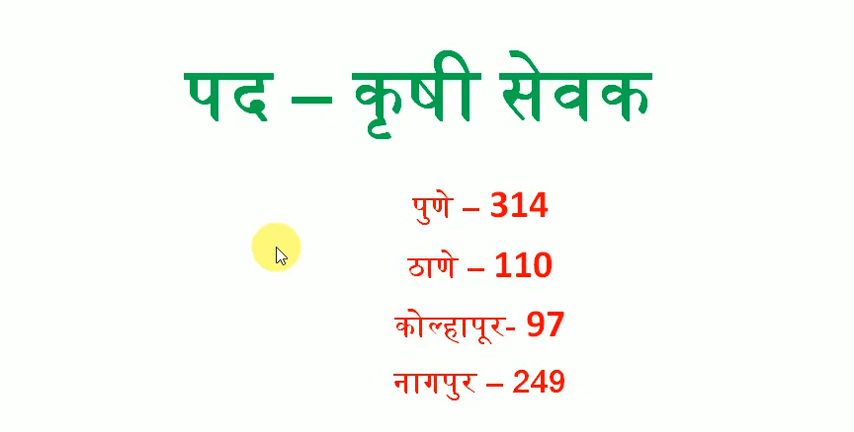 पद – कृषी सेवक
पुणे – 314
ठाणे – 110
कोल्हापूर- 97
नागपुर – 249